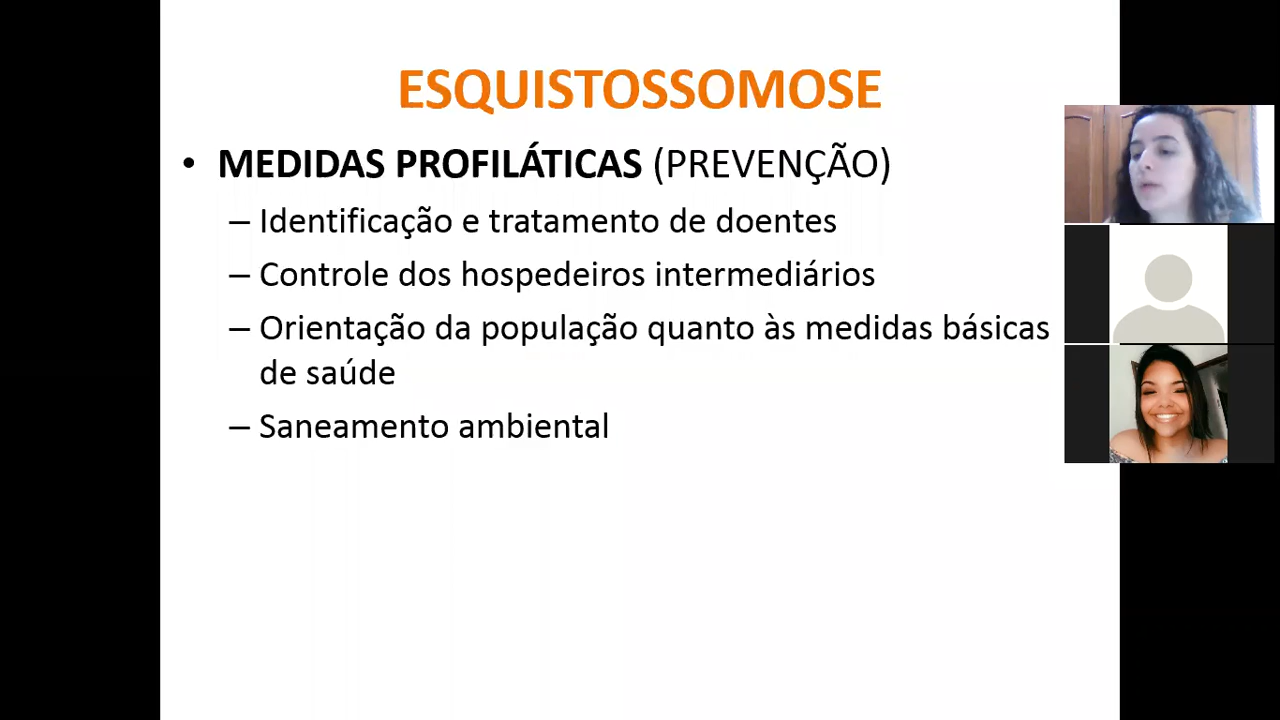 ESQUISTOSSOMOSE
• MEDIDAS PROFILÁTICAS (PREVENÇÃO)
– Identificação e tratamento de doentes
– Controle dos hospedeiros intermediários
– Orientação da população quanto às medidas básicas
de saúde
– Saneamento ambiental